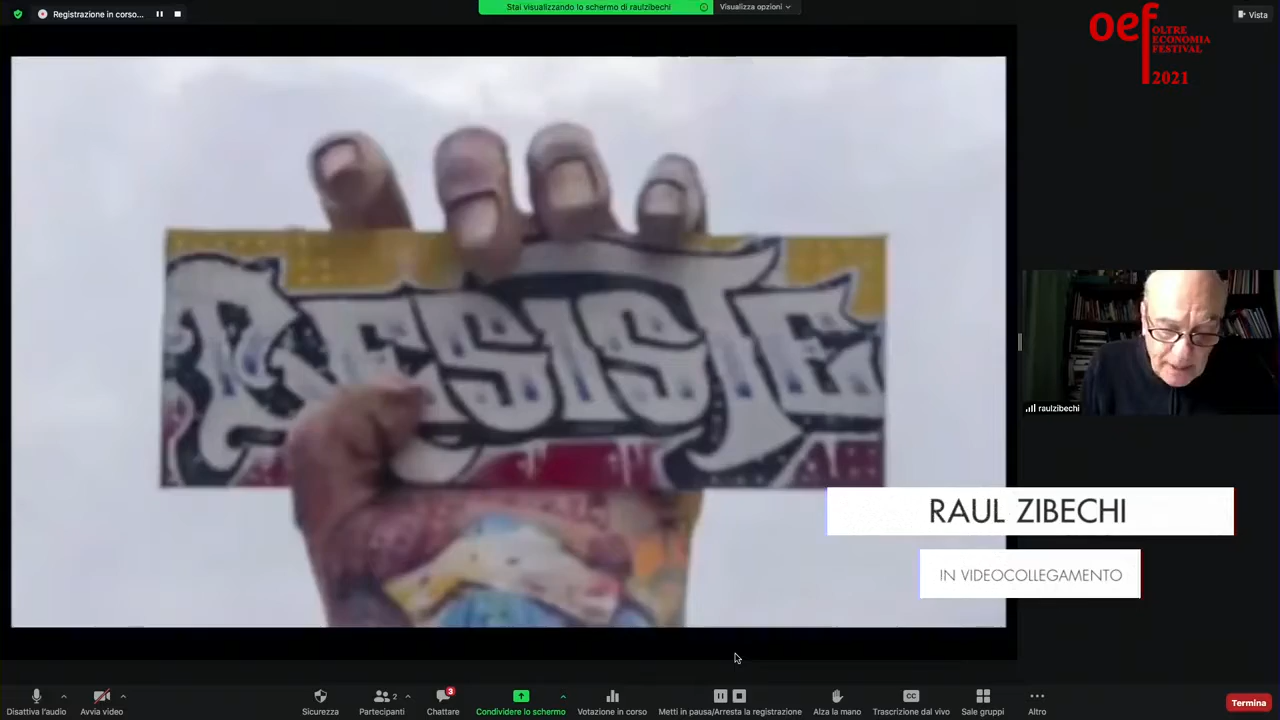 Registrazione in corso...
Stai visualizzando lo schermo di raulzibechi
Visualizza opzioni
Vista
oef OLTRE
ECONOMIA
FESTIVAL
2021
RESISTE
raulzibechi
RAUL ZIBECHI
IN VIDEOCOLLEGAMENTO
Disattiva l'audio
Avvia video
Sicurezza
Partecipanti 2
Chattare 3
Condividere lo schermo
Votazione in corso
Metti in pausa/Arresta la registrazione
Alza la mano
Trascrizione dal vivo
Sale gruppi
Altro
Termina